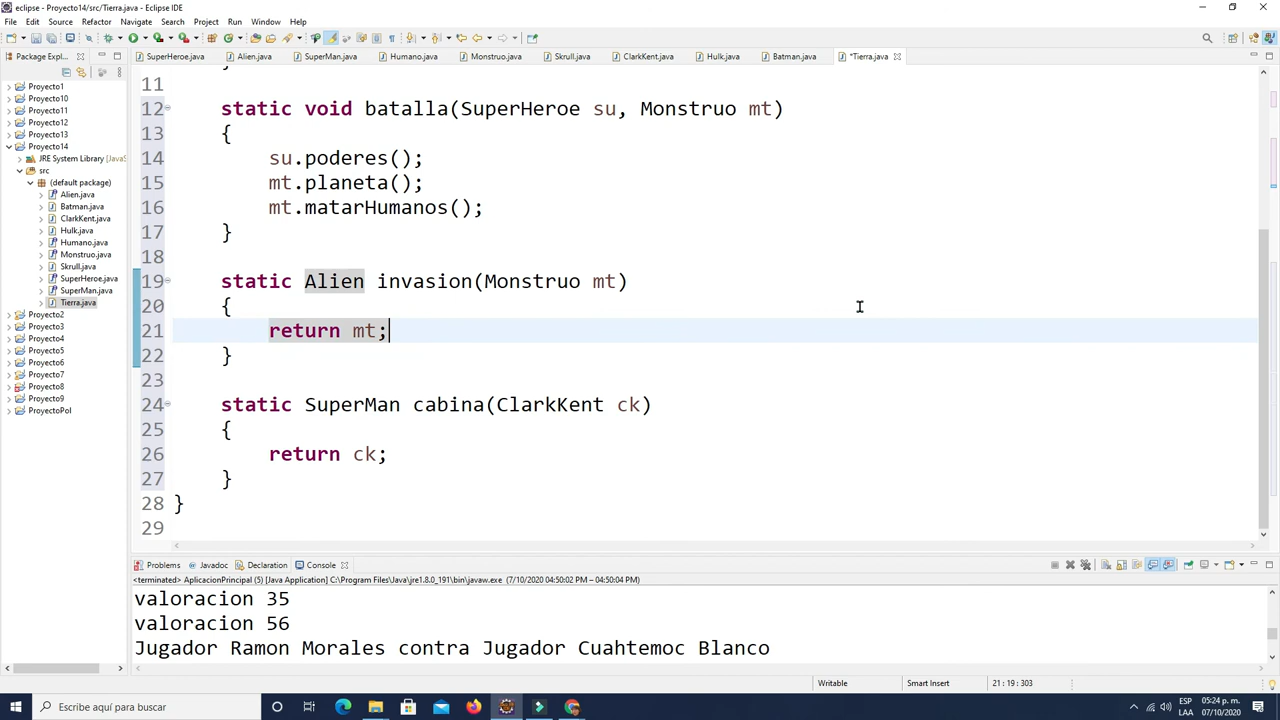 eclipse - Proyecto14/src/Tierra.java - Eclipse IDE
File Edit Source Refactor Navigate Search Project Run Window Help
Package Expl...
SuperHeroe.java Alien.java SuperMan.java Humano.java Monstruo.java Skrull.java ClarkKent.java Hulk.java Batman.java *Tierra.java
Proyecto1
Proyecto10
Proyecto11
Proyecto12
Proyecto13
Proyecto14
JRE System Library [JavaS
src
(default package)
Alien.java
Batman.java
ClarkKent.java
Hulk.java
Humano.java
Monstruo.java
Skrull.java
SuperHeroe.java
SuperMan.java
Tierra.java
Proyecto2
Proyecto3
Proyecto4
Proyecto5
Proyecto6
Proyecto7
Proyecto8
Proyecto9
ProyectoPol
11
12 static void batalla(SuperHeroe su, Monstruo mt)
13 {
14 su.poderes();
15 mt.planeta();
16 mt.matarHumanos();
17 }
18
19 static Alien invasion(Monstruo mt)
20 {
21 return mt;
22 }
23
24 static SuperMan cabina(ClarkKent ck)
25 {
26 return ck;
27 }
28 }
29
Problems Javadoc Declaration Console
<terminated> AplicacionPrincipal (5) [Java Application] C:\Program Files\Java\jre1.8.0_191\bin\javaw.exe (7/10/2020 04:50:02 PM – 04:50:04 PM)
valoracion 35
valoracion 56
Jugador Ramon Morales contra Jugador Cuahtemoc Blanco
Writable Smart Insert 21 : 19 : 303
Escribe aquí para buscar
ESP
LAA
05:24 p. m.
07/10/2020